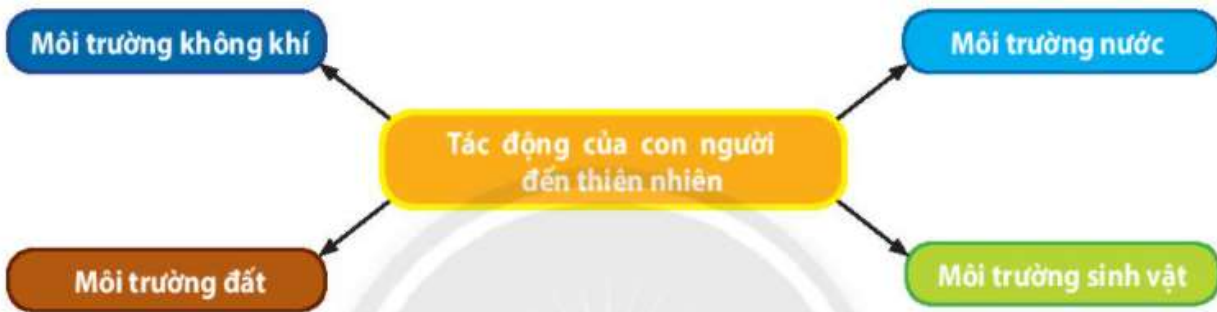 Môi trường không khí
Môi trường nước
Tác động của con người
đến thiên nhiên
Môi trường đất
Môi trường sinh vật